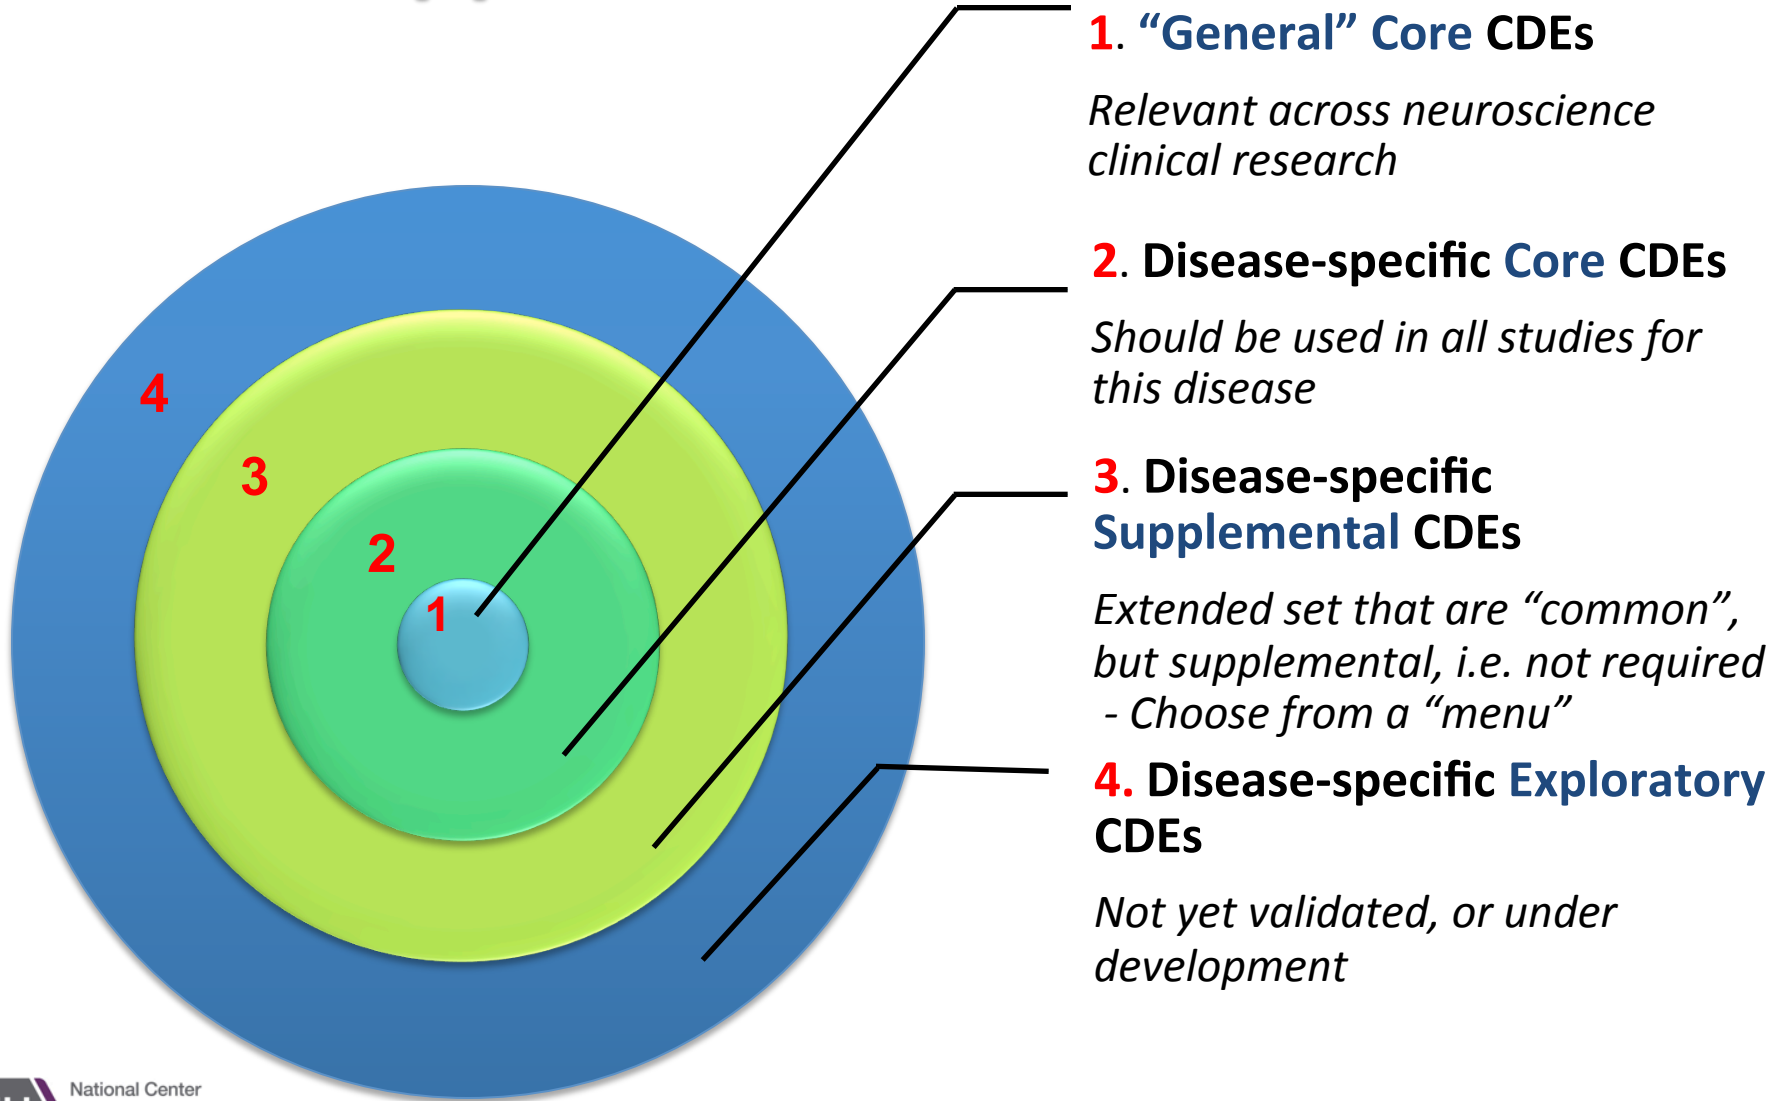 1. “General” Core CDEs
Relevant across neuroscience
clinical research
2. Disease-specific Core CDEs
Should be used in all studies for
this disease
3. Disease-specific
Supplemental CDEs
Extended set that are “common”,
but supplemental, i.e. not required
- Choose from a “menu”
4. Disease-specific Exploratory
CDEs
Not yet validated, or under
development
4
3
2
1
National Center